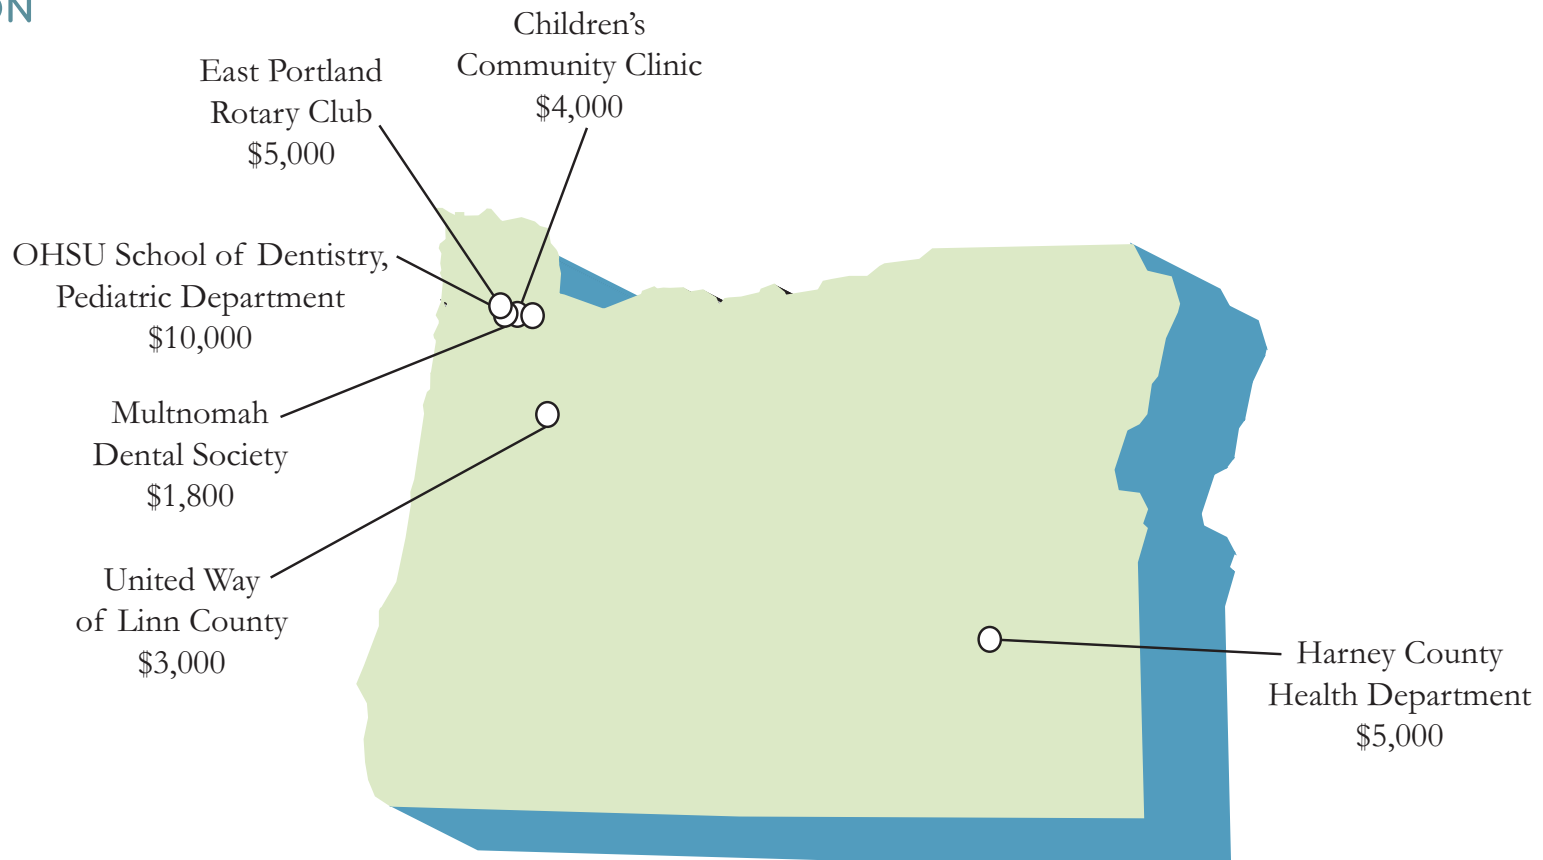 ON
Children's
Community Clinic
$4,000
East Portland
Rotary Club
$5,000
OHSU School of Dentistry,
Pediatric Department
$10,000
Multnomah
Dental Society
$1,800
United Way
of Linn County
$3,000
Harney County
Health Department
$5,000